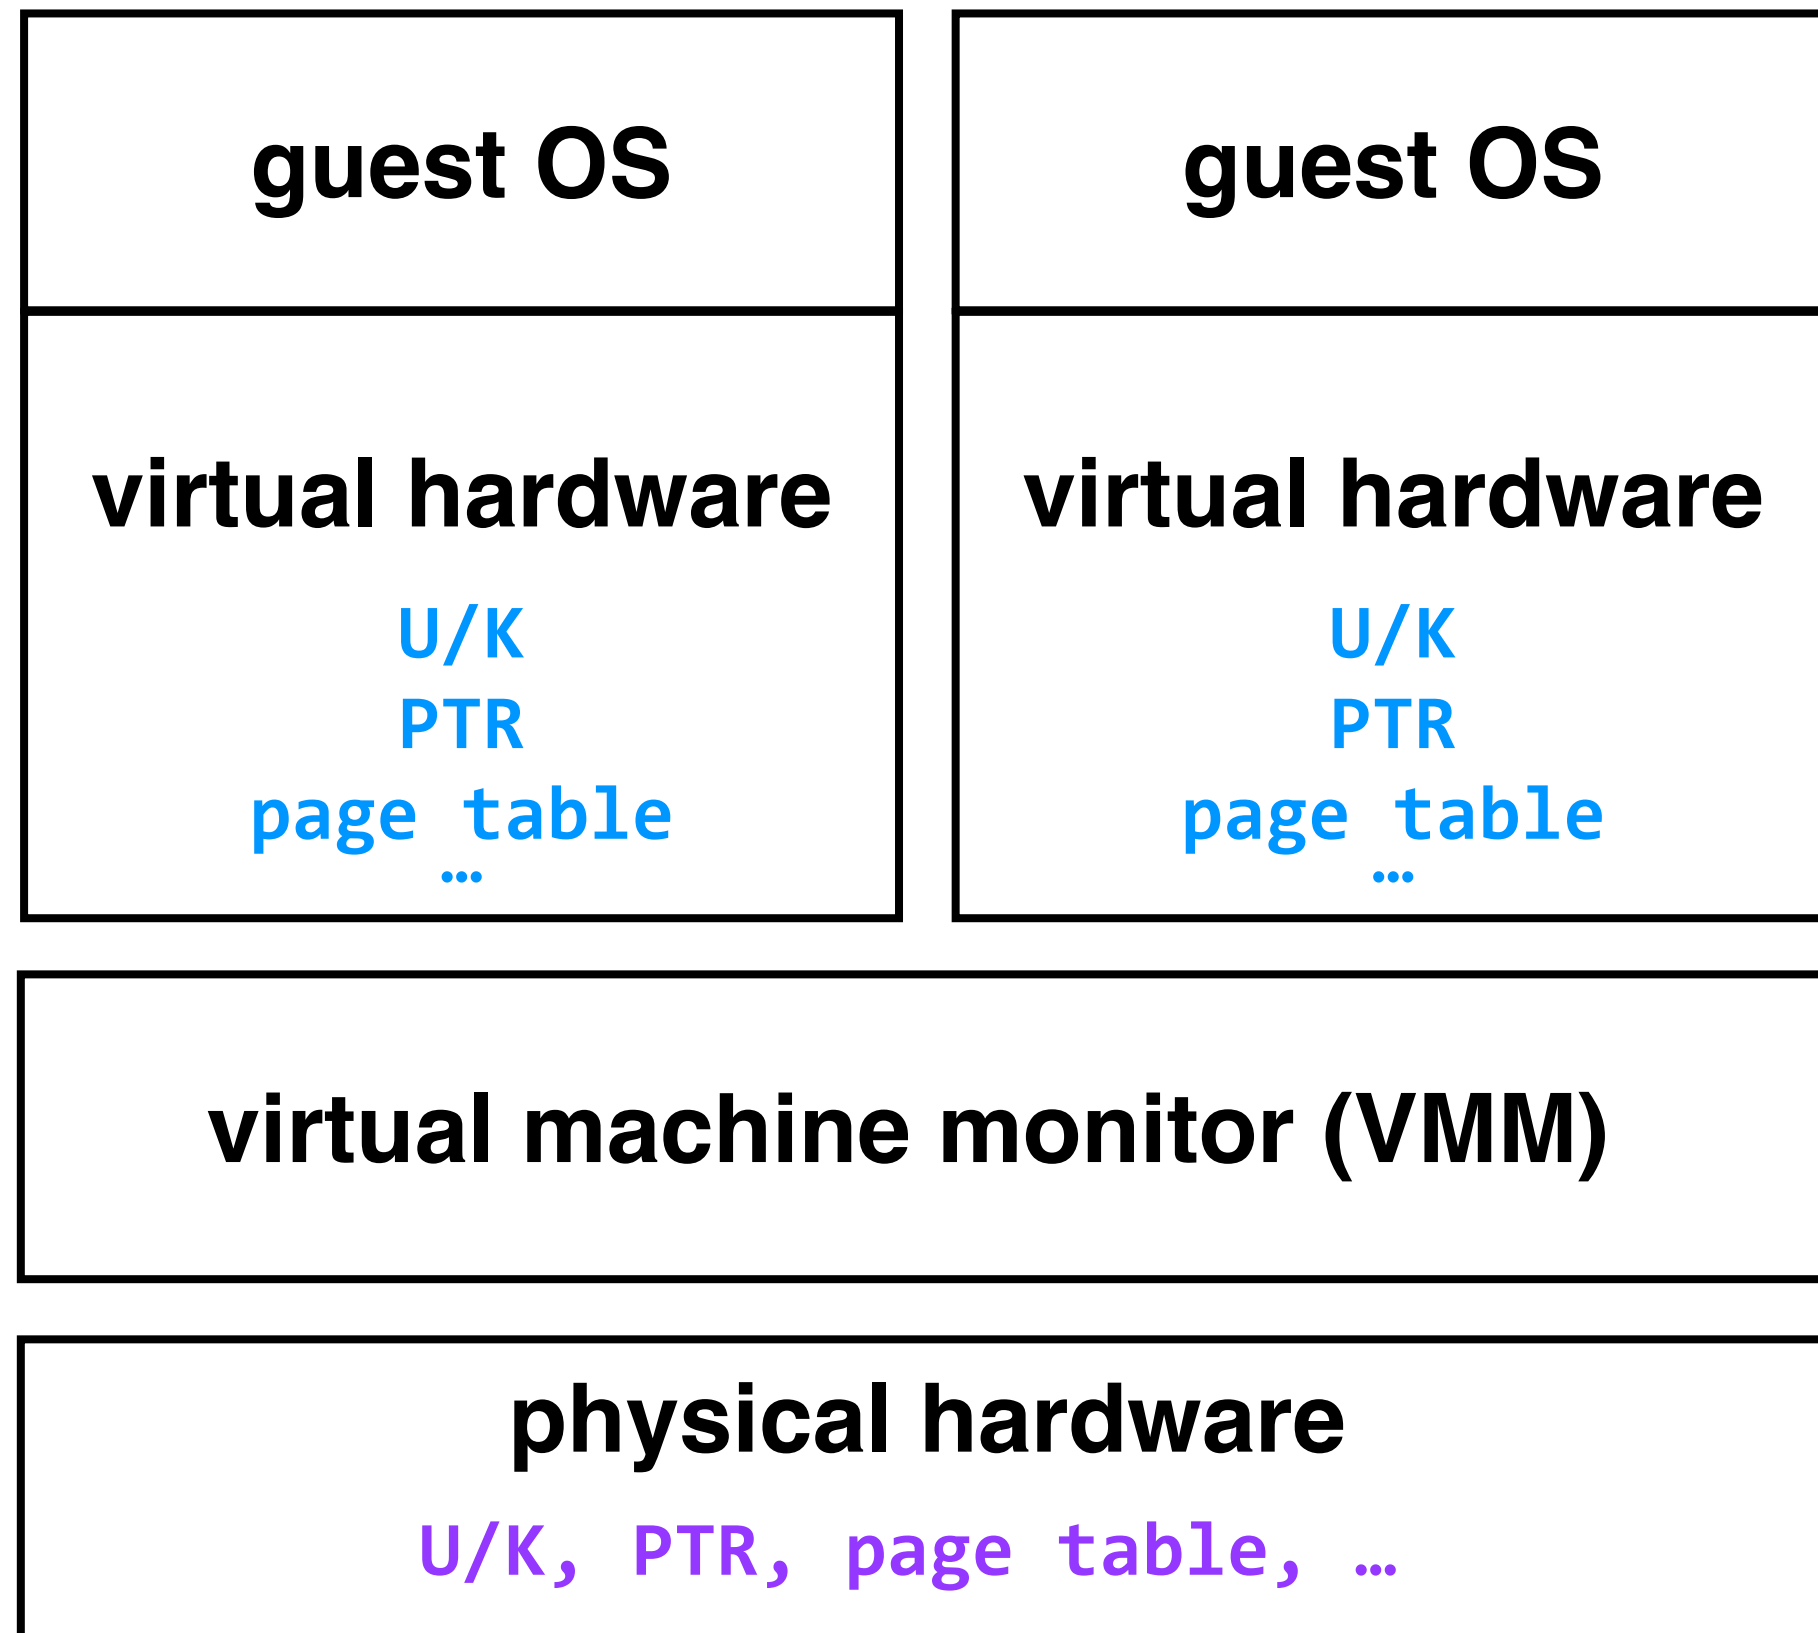 guest OS
guest OS
virtual hardware
U/K
PTR
page table
…
virtual hardware
U/K
PTR
page table
…
virtual machine monitor (VMM)
physical hardware
U/K, PTR, page table, …